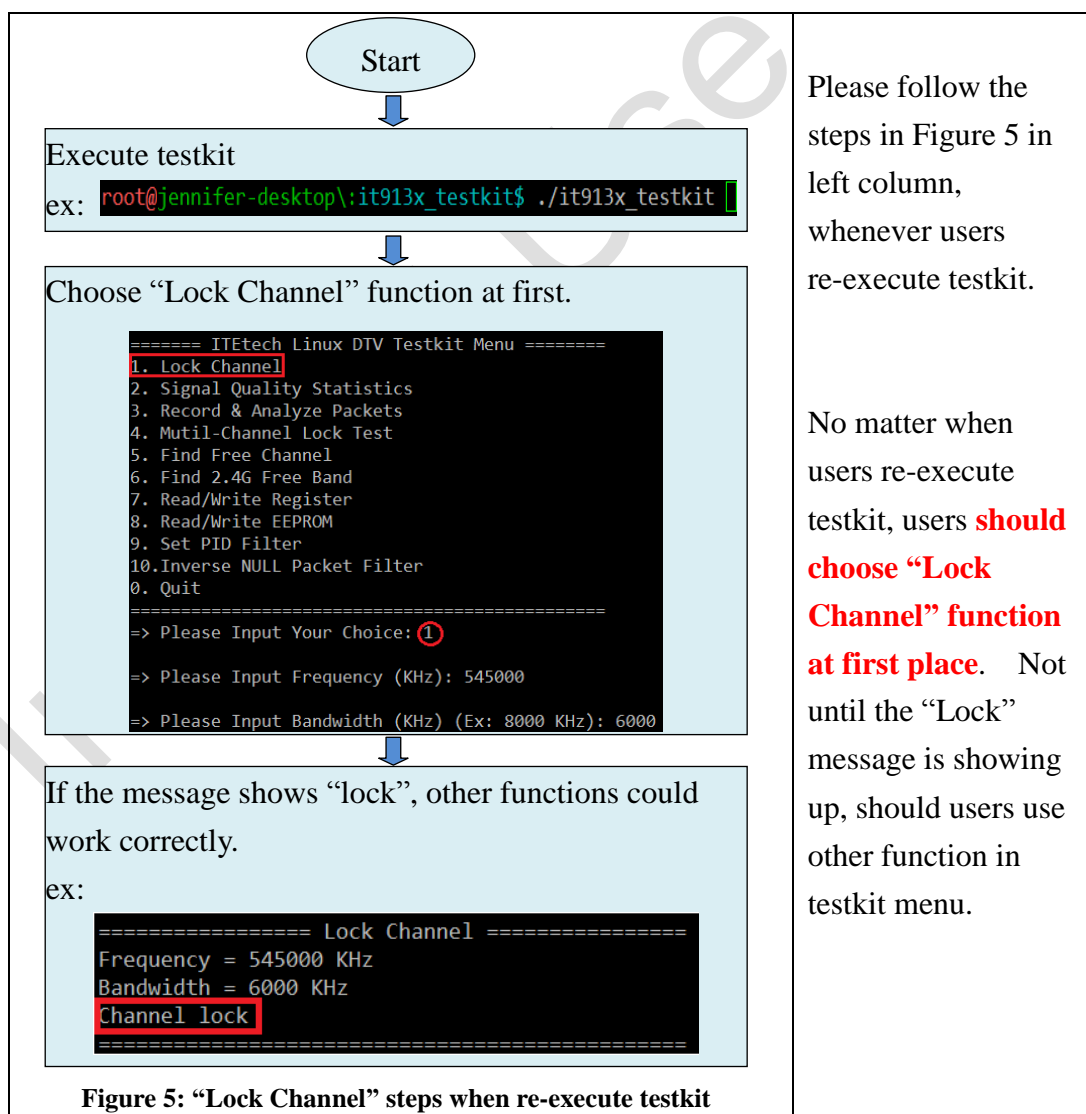 Start
Execute testkit
ex: root@jennifer-desktop\:it913x_testkit$ ./it913x_testkit
Choose “Lock Channel” function at first.
======= ITEtech Linux DTV Testkit Menu ========
1. Lock Channel
2. Signal Quality Statistics
3. Record & Analyze Packets
4. Mutil-Channel Lock Test
5. Find Free Channel
6. Find 2.4G Free Band
7. Read/Write Register
8. Read/Write EEPROM
9. Set PID Filter
10.Inverse NULL Packet Filter
0. Quit
===============================================
=> Please Input Your Choice: 1
=> Please Input Frequency (KHz): 545000
=> Please Input Bandwidth (KHz) (Ex: 8000 KHz): 6000
If the message shows “lock”, other functions could
work correctly.
ex:
================= Lock Channel ================
Frequency = 545000 KHz
Bandwidth = 6000 KHz
Channel lock
===============================================
Figure 5: “Lock Channel” steps when re-execute testkit
Please follow the
steps in Figure 5 in
left column,
whenever users
re-execute testkit.
No matter when
users re-execute
testkit, users should
choose “Lock
Channel” function
at first place. Not
until the “Lock”
message is showing
up, should users use
other function in
testkit menu.